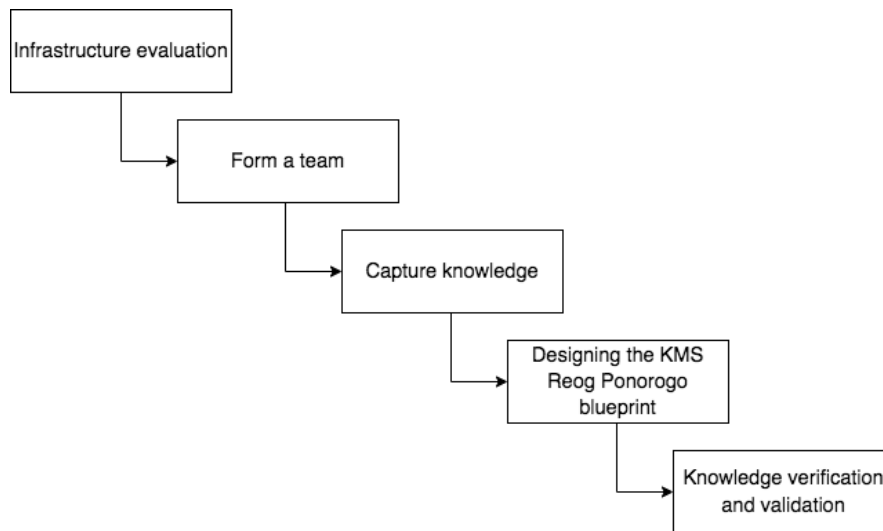 Infrastructure evaluation
Form a team
Capture knowledge
Designing the KMS
Reog Ponorogo
blueprint
Knowledge verification
and validation